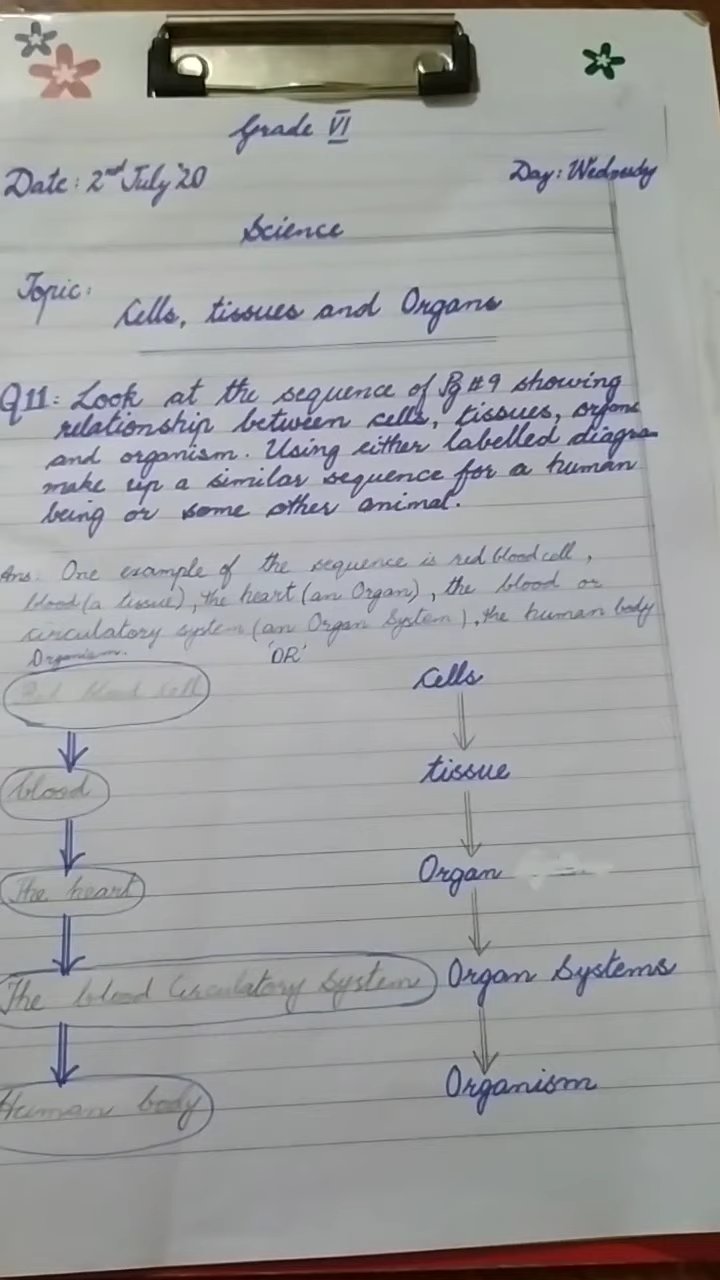 Grade VI
Date: 2nd July '20 Day: Wednesday
Science
Topic:
Cells, tissues and Organs
Q11: Look at the sequence of Pg #9 showing
relationship between cells, tissues, organs
and organism. Using either labelled diagram
make up a similar sequence for a human
being or some other animal.
Ans. One example of the sequence is red blood cell,
blood (a tissue), the heart (an Organ), the blood or
circulatory system (an Organ System), the human body
Organism. 'OR'
Red blood cell Cells
blood tissue
The heart Organ
The blood Circulatory System Organ Systems
Human body Organism